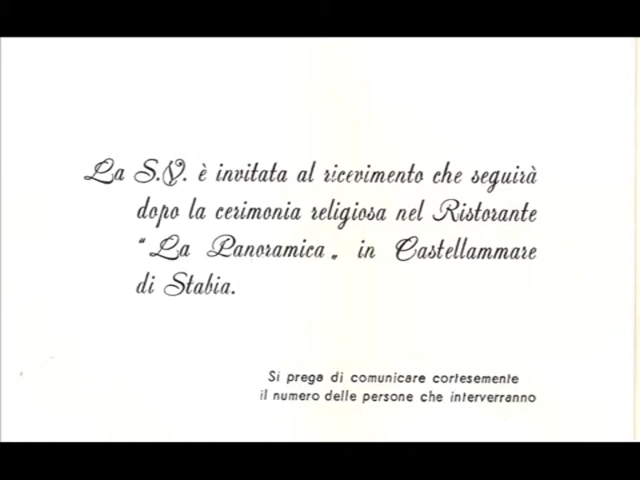 La S.V. è invitata al ricevimento che seguirà
dopo la cerimonia religiosa nel Ristorante
“ La Panoramica „ in Castellammare
di Stabia.
Si prega di comunicare cortesemente
il numero delle persone che interverranno